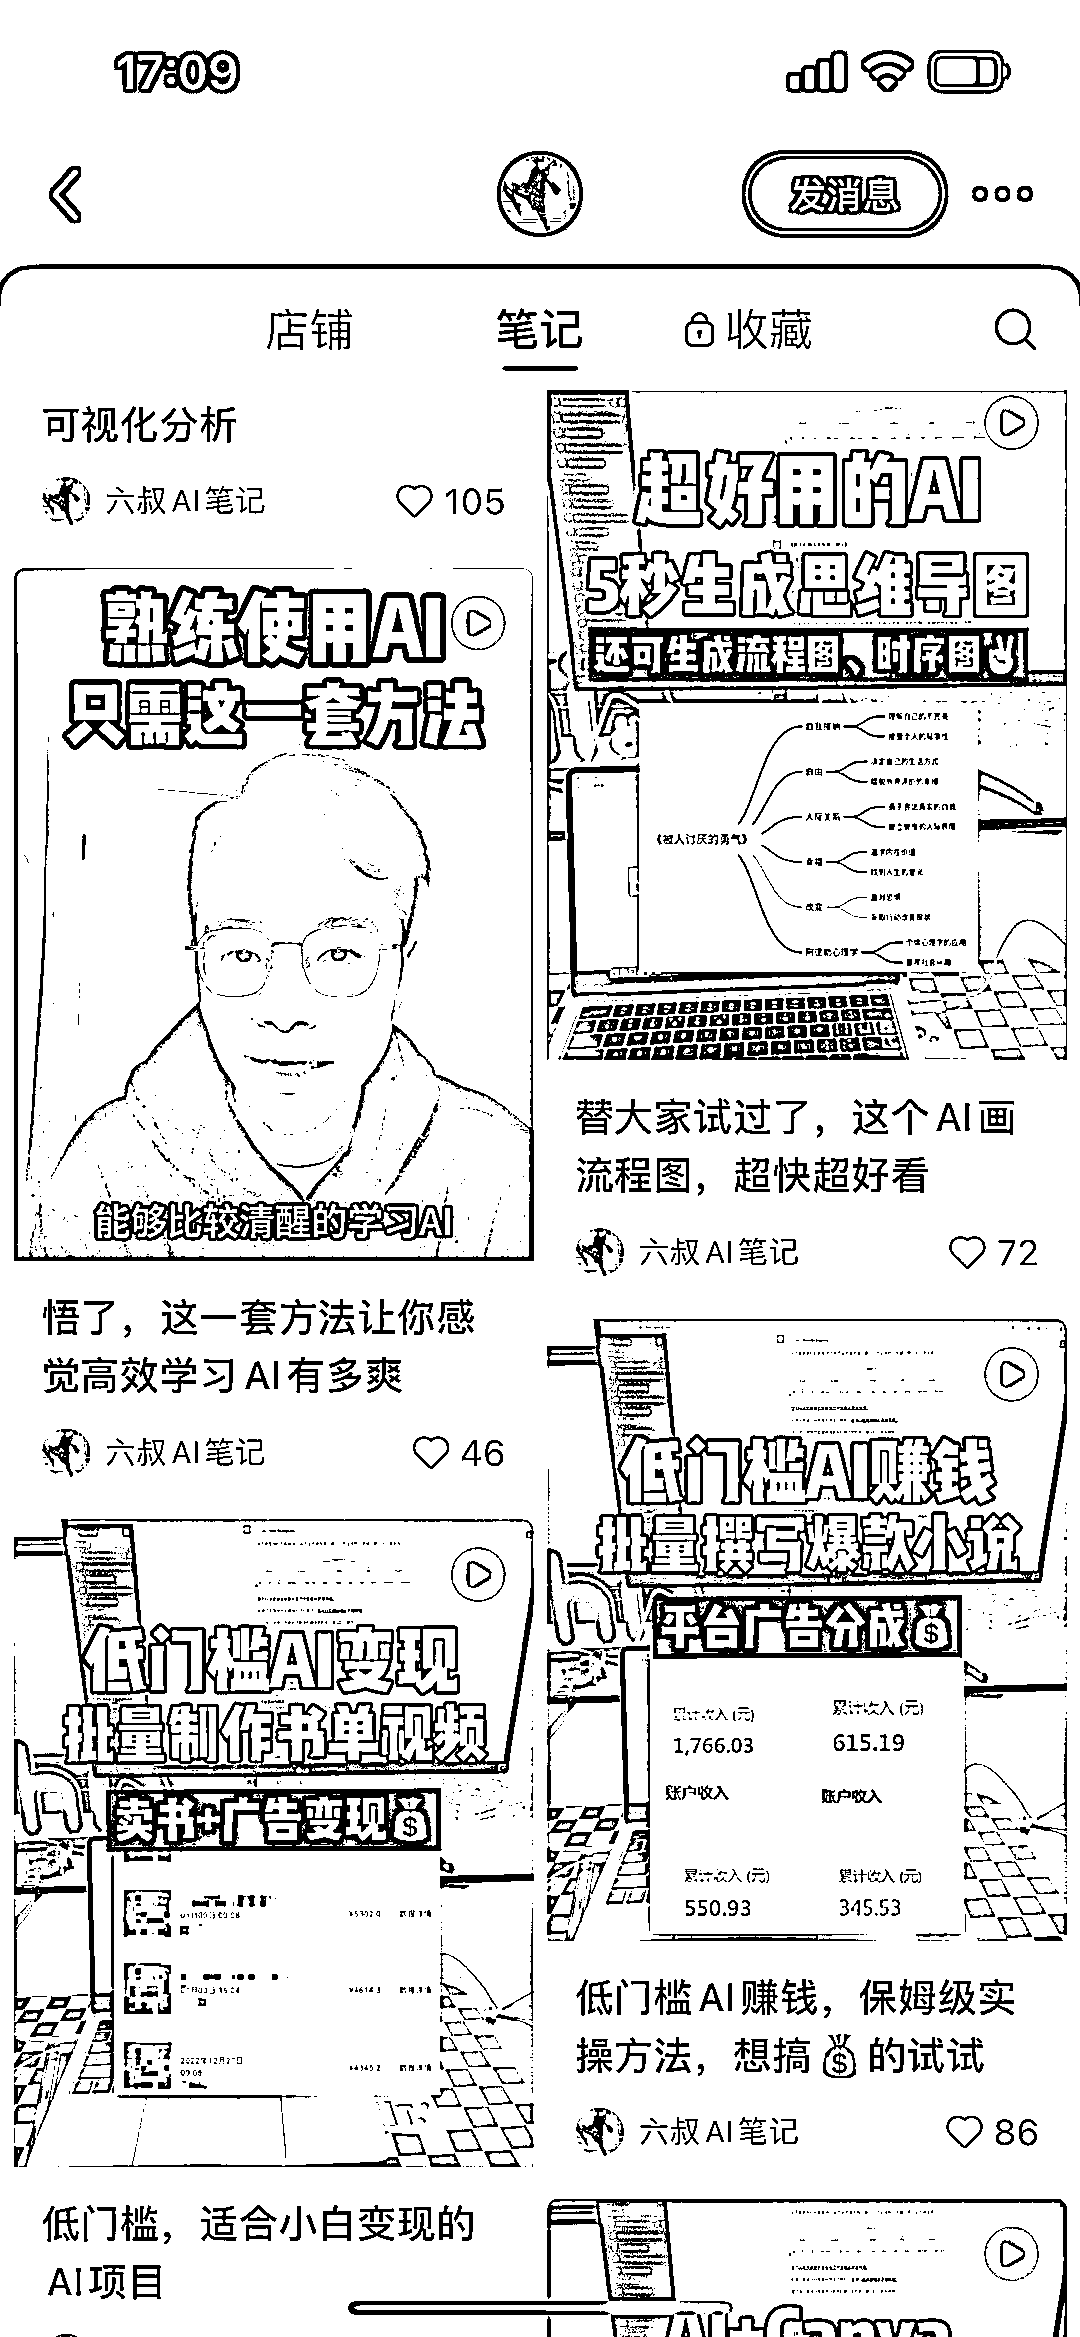 17:09
发消息
店铺
笔记
收藏
可视化分析
六叔AI笔记
105
熟练使用AI
只需这一套方法
能够比较清醒的学习AI
悟了，这一套方法让你感
觉高效学习AI有多爽
六叔AI笔记
46
低门槛AI变现
批量制作书单视频
卖书+广告变现💰
低门槛，适合小白变现的
AI项目
超好用的AI
5秒生成思维导图
还可生成流程图、时序图
《被人讨厌的勇气》
自由
人际关系
幸福
改变
替大家试过了，这个AI画
流程图，超快超好看
六叔AI笔记
72
低门槛AI赚钱
批量撰写爆款小说
平台广告分成💰
累计收入 (元)
累计收入 (元)
1,766.03
615.19
账户收入
账户收入
累计收入 (元)
累计收入 (元)
550.93
345.53
低门槛AI赚钱，保姆级实
操方法，想搞💰的试试
六叔AI笔记
86
AI+Canva